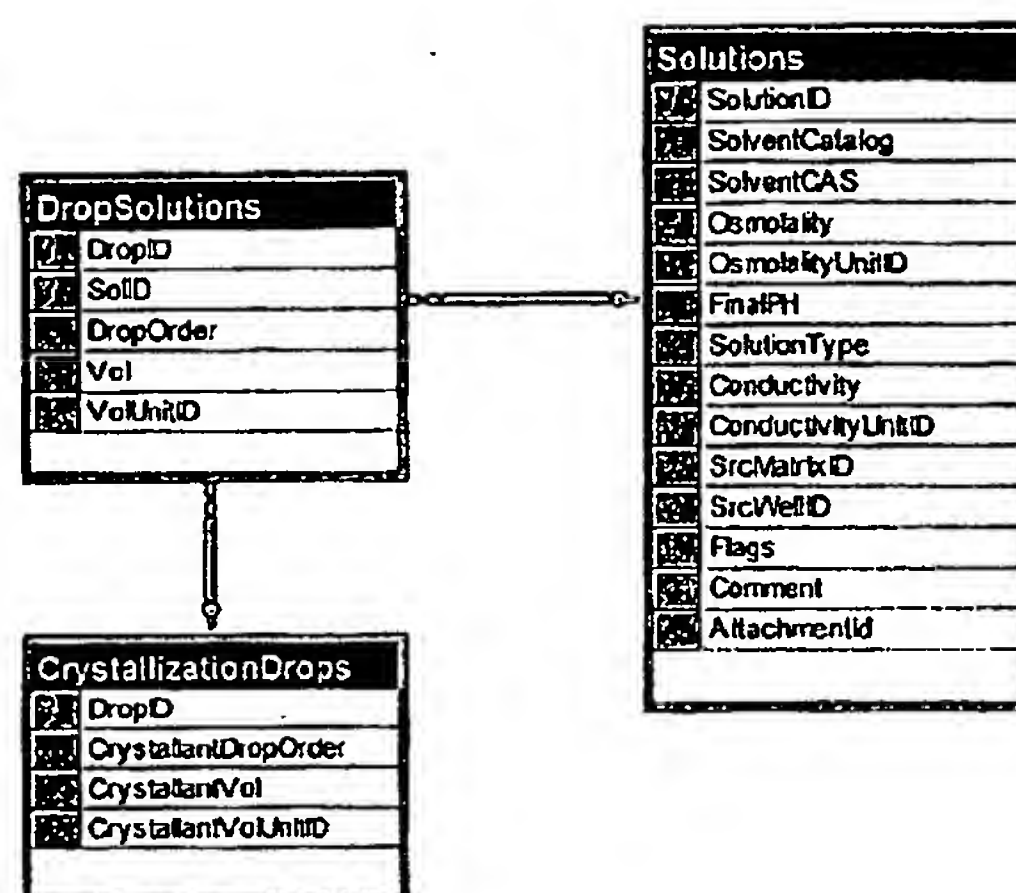 DropSolutions
DropID
SolID
DropOrder
Vol
VolUnitID
Solutions
SolutionID
SolventCatalog
SolventCAS
Osmolality
OsmolalityUnitID
FinalPH
SolutionType
Conductivity
ConductivityUnitID
SrcMatrixID
SrcWellID
Flags
Comment
AttachmentId
CrystallizationDrops
DropID
CrystallantDropOrder
CrystallantVol
CrystallantVolUnitID